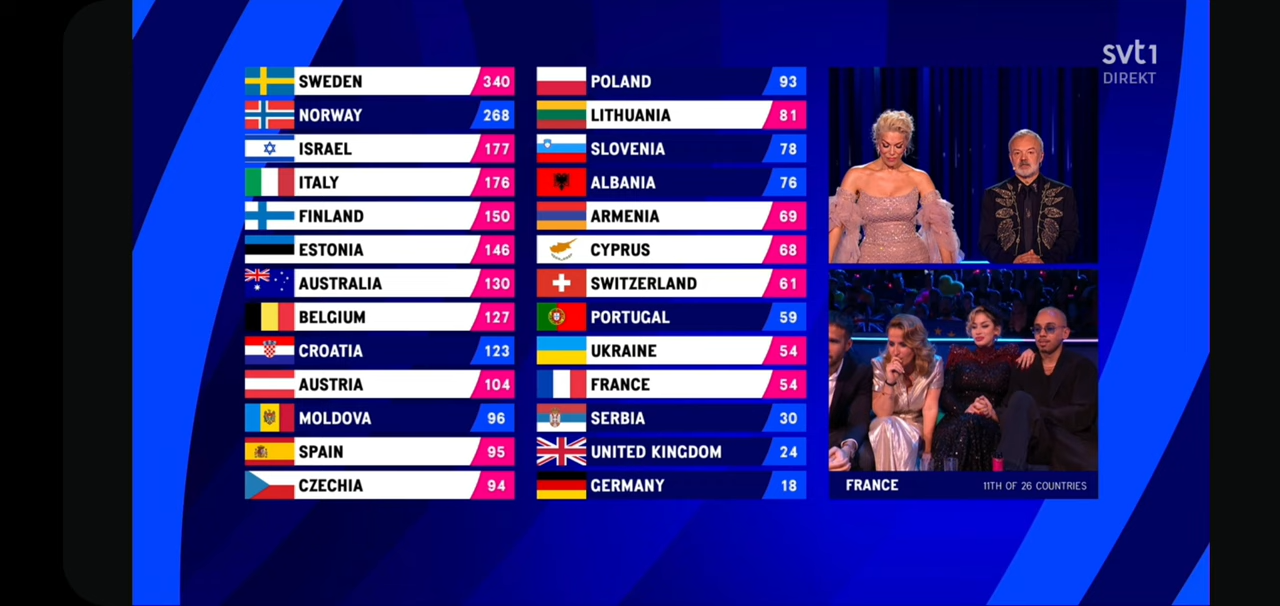 svt1
DIREKT
SWEDEN 340
NORWAY 268
ISRAEL 177
ITALY 176
FINLAND 150
ESTONIA 146
AUSTRALIA 130
BELGIUM 127
CROATIA 123
AUSTRIA 104
MOLDOVA 96
SPAIN 95
CZECHIA 94
POLAND 93
LITHUANIA 81
SLOVENIA 78
ALBANIA 76
ARMENIA 69
CYPRUS 68
SWITZERLAND 61
PORTUGAL 59
UKRAINE 54
FRANCE 54
SERBIA 30
UNITED KINGDOM 24
GERMANY 18
FRANCE 11TH OF 26 COUNTRIES